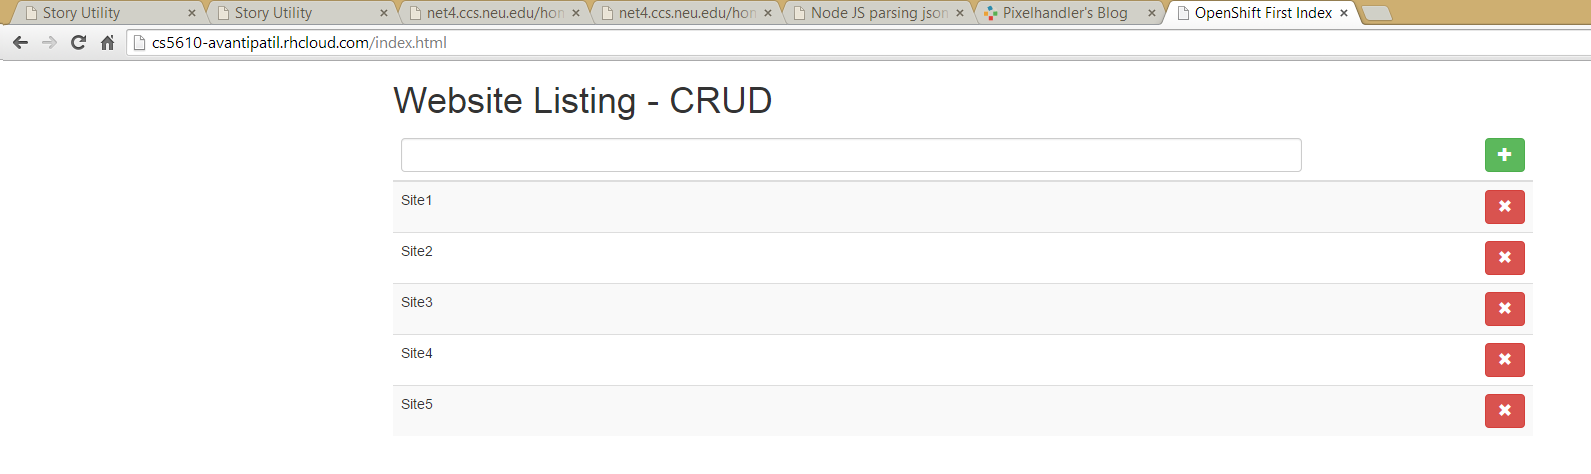 Story Utility
Story Utility
net4.ccs.neu.edu/hon
net4.ccs.neu.edu/hon
Node JS parsing json
Pixelhandler's Blog
OpenShift First Index
cs5610-avantipatil.rhcloud.com/index.html
Website Listing - CRUD
Site1
Site2
Site3
Site4
Site5